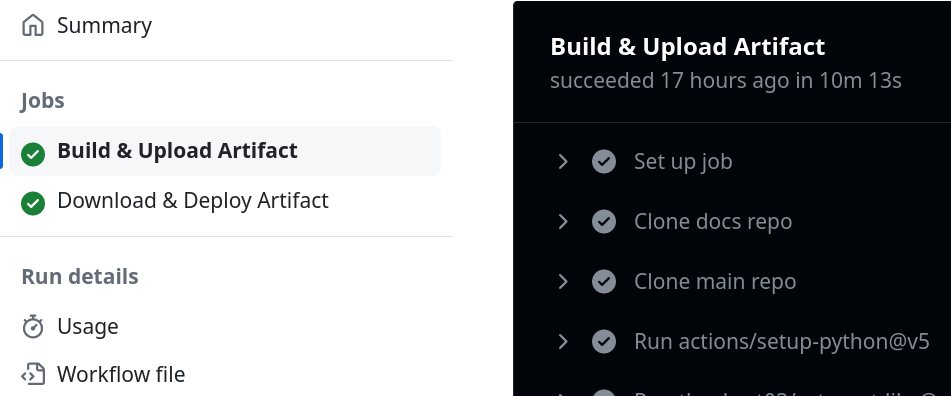 Summary
Jobs
Build & Upload Artifact
Download & Deploy Artifact
Run details
Usage
Workflow file
Build & Upload Artifact
succeeded 17 hours ago in 10m 13s
Set up job
Clone docs repo
Clone main repo
Run actions/setup-python@v5